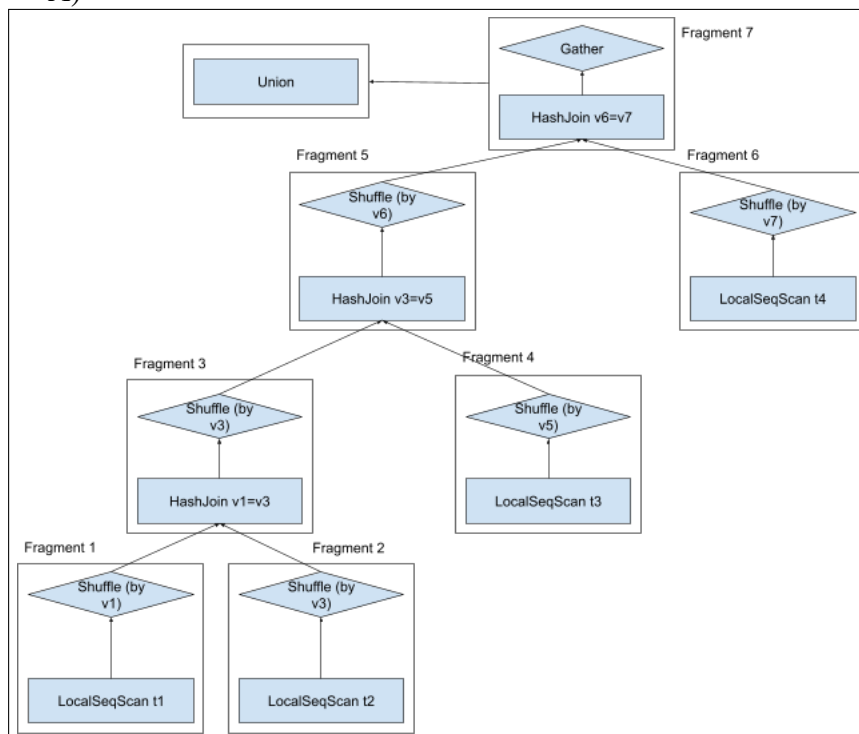 A)
Fragment 7
Gather
Union
HashJoin v6=v7
Fragment 5
Fragment 6
Shuffle (by
v6)
Shuffle (by
v7)
HashJoin v3=v5
LocalSeqScan t4
Fragment 3
Fragment 4
Shuffle (by
v3)
Shuffle (by
v5)
HashJoin v1=v3
LocalSeqScan t3
Fragment 1
Fragment 2
Shuffle (by
v1)
Shuffle (by
v3)
LocalSeqScan t1
LocalSeqScan t2